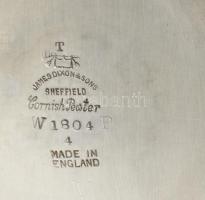 T
JAMES DIXON & SONS
SHEFFIELD
Cornish Pewter
W 1804 P
4
MADE IN
ENGLAND